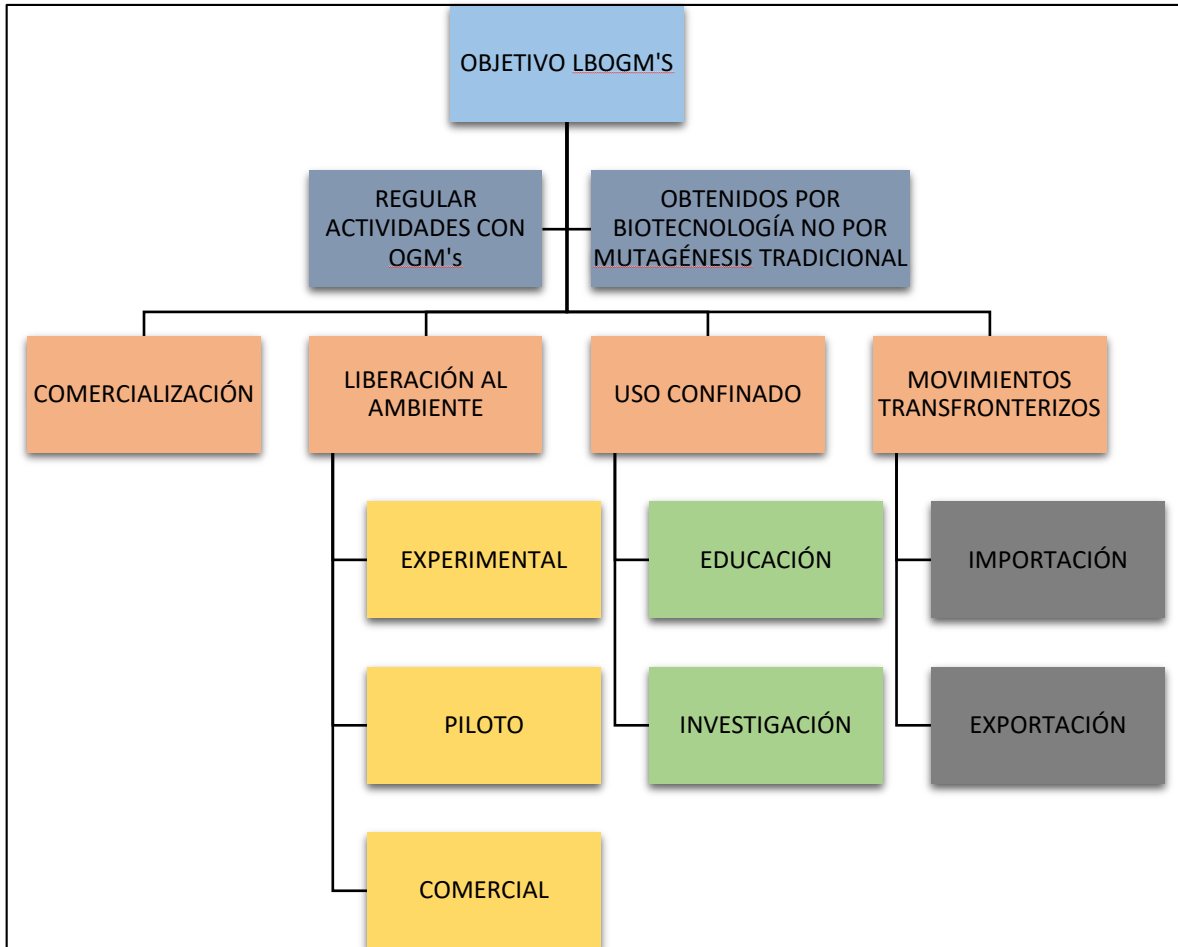 OBJETIVO LBOGM'S
REGULAR
ACTIVIDADES CON
OGM's
OBTENIDOS POR
BIOTECNOLOGÍA NO POR
MUTAGÉNESIS TRADICIONAL
COMERCIALIZACIÓN
LIBERACIÓN AL
AMBIENTE
USO CONFINADO
MOVIMIENTOS
TRANSFRONTERIZOS
EXPERIMENTAL
EDUCACIÓN
IMPORTACIÓN
PILOTO
INVESTIGACIÓN
EXPORTACIÓN
COMERCIAL